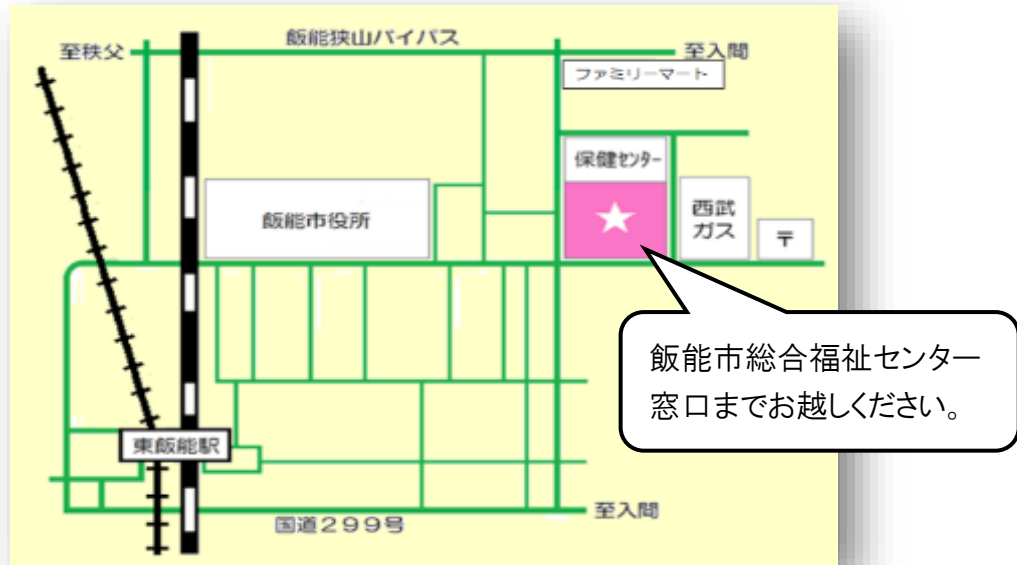 飯能狭山バイパス
至秩父
至入間
ファミリーマート
保健センター
飯能市役所
西武
ガス
〒
飯能市総合福祉センター
窓口までお越しください。
東飯能駅
至入間
国道299号